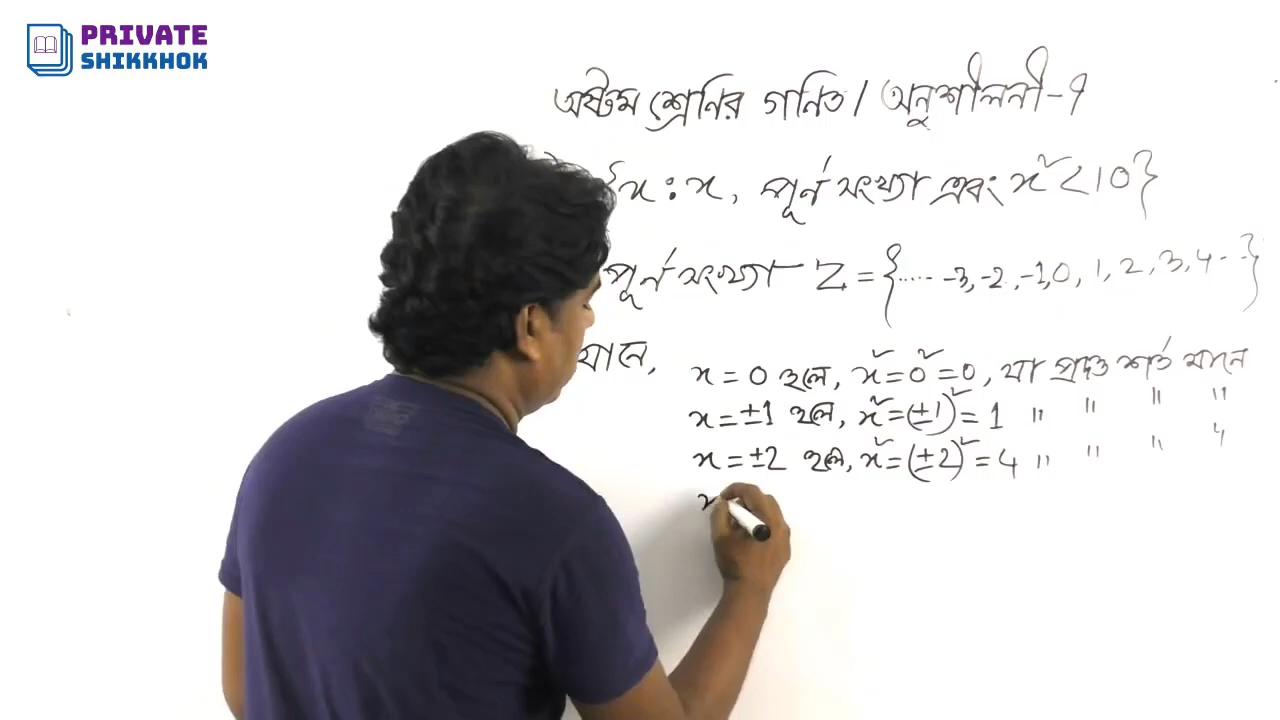 PRIVATE
SHIKKHOK
অষ্টম শ্রেনির গনিত / অনুশীলনী-৭
{x : x, পূর্ন সংখ্যা এবং x² < 10}
পূর্ন সংখ্যা Z = {..... -3, -2, -1, 0, 1, 2, 3, 4 ...}
মানে,
x = 0 হলে, x² = 0² = 0, যা প্রদত্ত শর্ত মানে
x = ±1 হলে, x² = (±1)² = 1 " " " "
x = ±2 হলে, x² = (±2)² = 4 " " " "
x